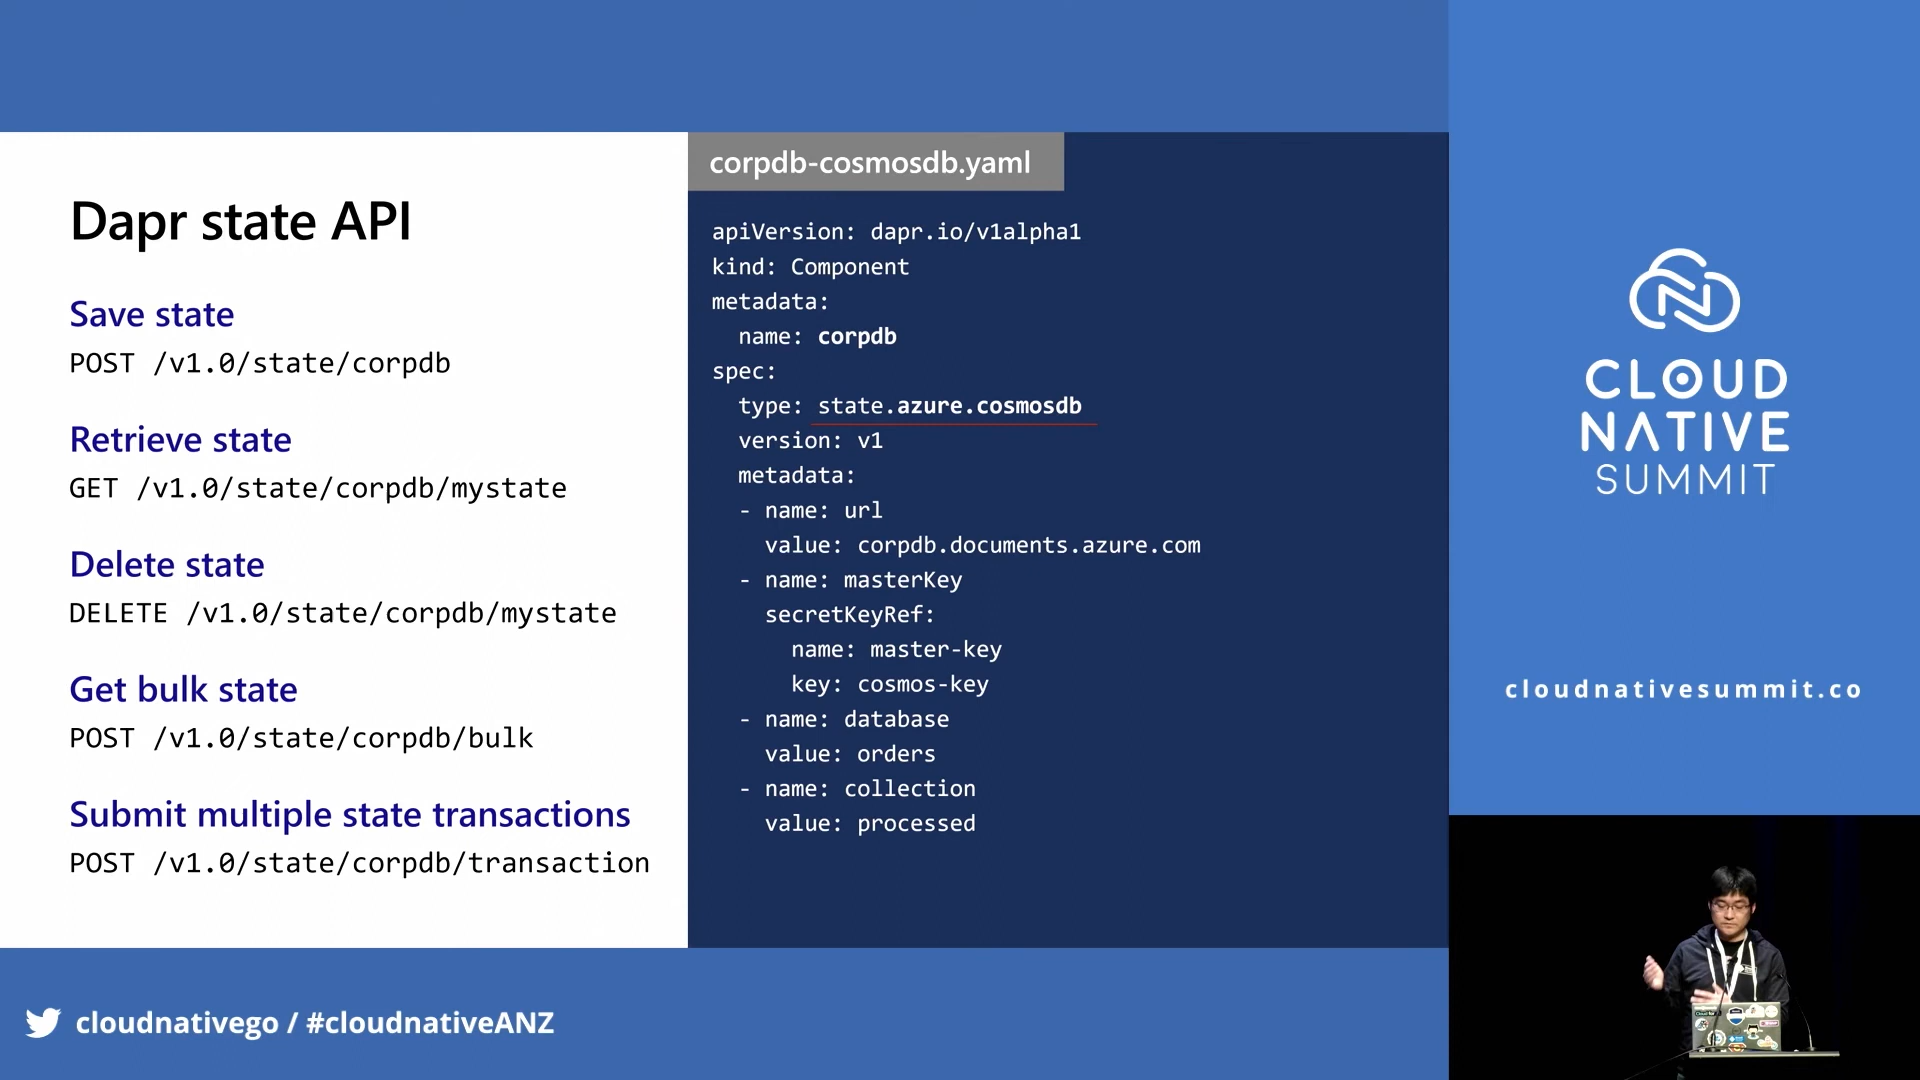 Dapr state API
Save state
POST /v1.0/state/corpdb
Retrieve state
GET /v1.0/state/corpdb/mystate
Delete state
DELETE /v1.0/state/corpdb/mystate
Get bulk state
POST /v1.0/state/corpdb/bulk
Submit multiple state transactions
POST /v1.0/state/corpdb/transaction
corpdb-cosmosdb.yaml
apiVersion: dapr.io/v1alpha1
kind: Component
metadata:
name: corpdb
spec:
type: state.azure.cosmosdb
version: v1
metadata:
- name: url
value: corpdb.documents.azure.com
- name: masterKey
secretKeyRef:
name: master-key
key: cosmos-key
- name: database
value: orders
- name: collection
value: processed
CLOUD
NATIVE
SUMMIT
cloudnativesummit.co
cloudnativego / #cloudnativeANZ